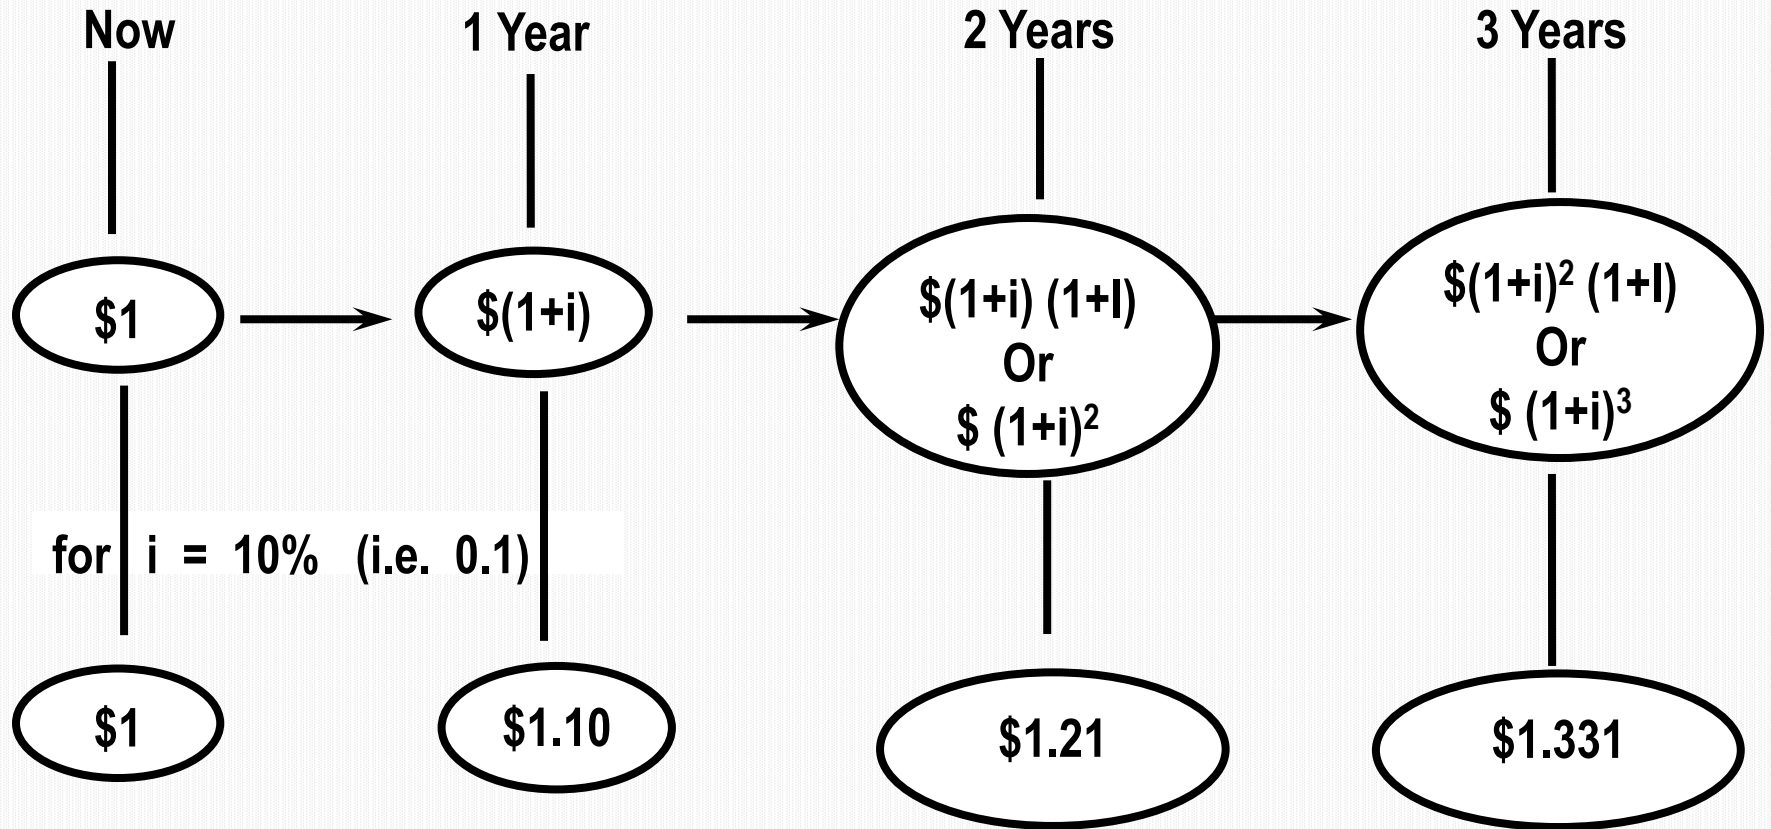 Now 1 Year 2 Years 3 Years
$1
$(1+i)
$(1+i) (1+I)
Or
$ (1+i)²
$(1+i)² (1+I)
Or
$ (1+i)³
for i = 10% (i.e. 0.1)
$1 $1.10 $1.21 $1.331